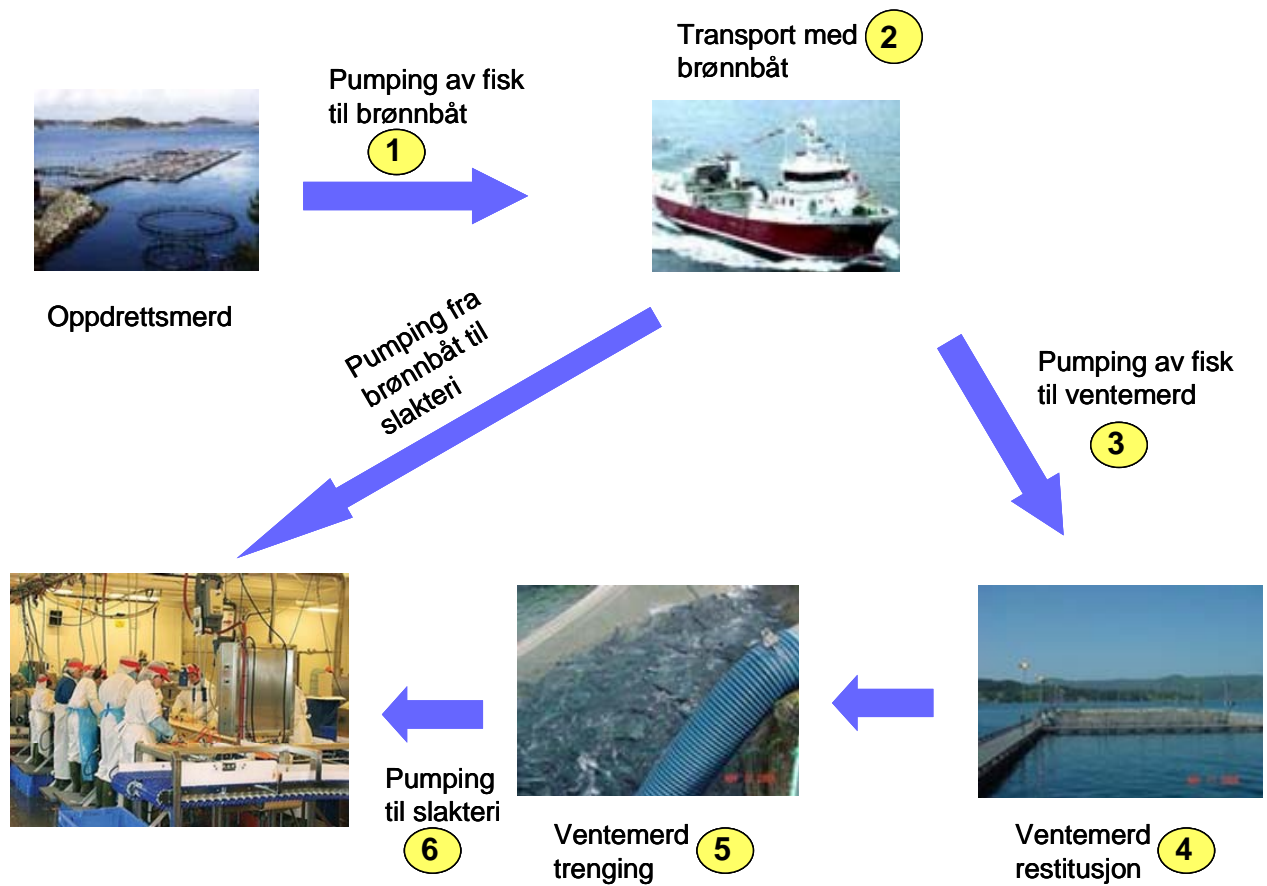 Transport med 2
brønnbåt
Pumping av fisk
til brønnbåt
1
Oppdrettsmerd
Pumping fra
brønnbåt til
slakteri
Pumping av fisk
til ventemerd
3
Pumping
til slakteri
6
Ventemerd
trenging
5
Ventemerd
restitusjon
4